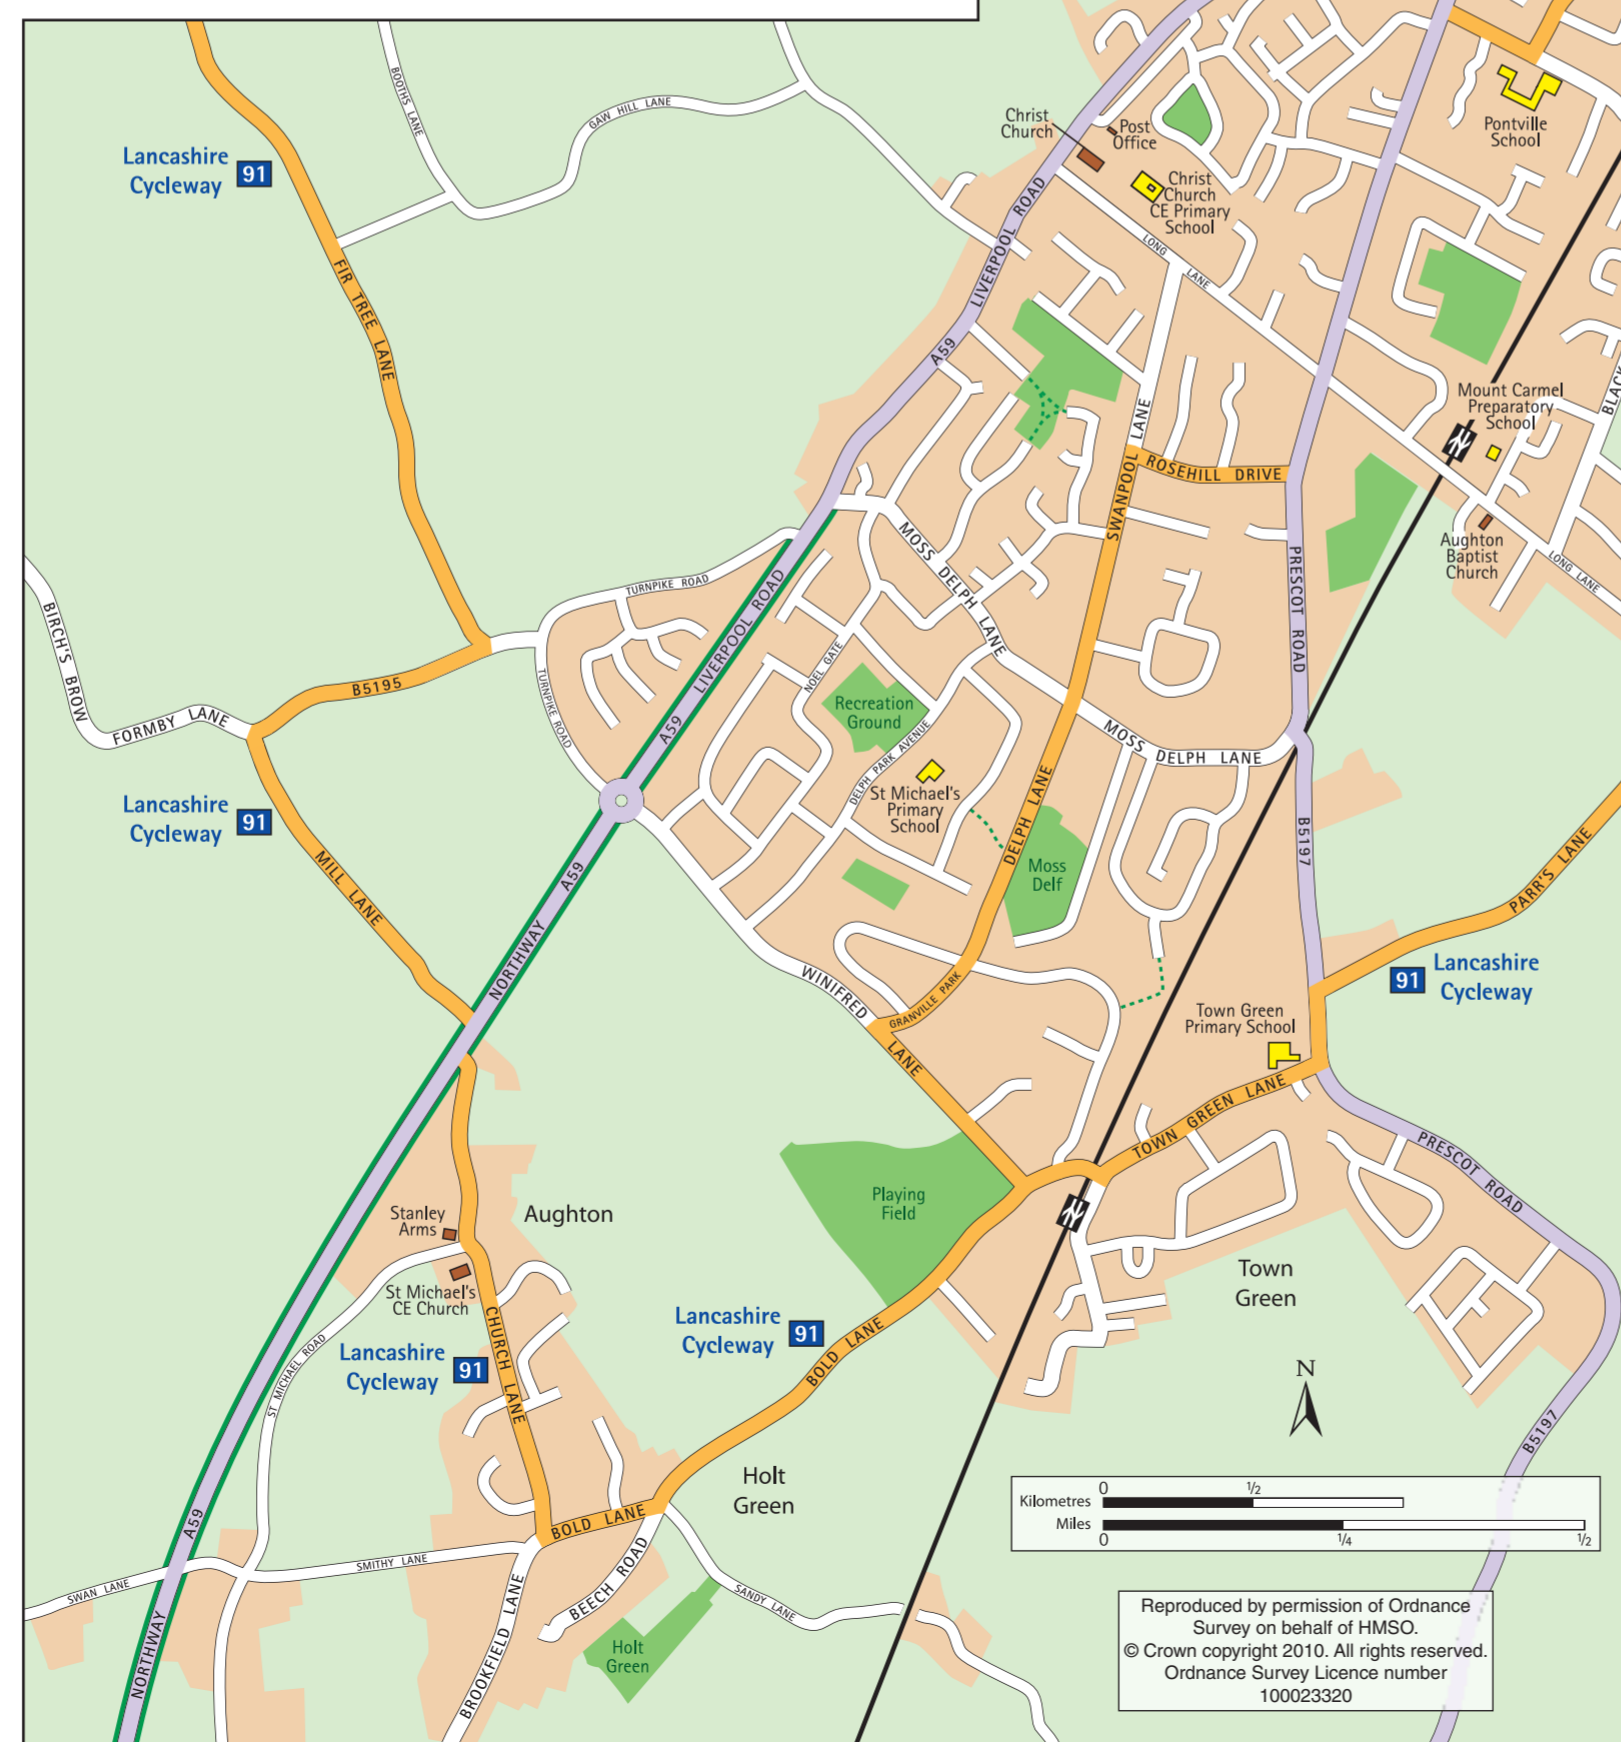 BOOTHS LANE
GAW HILL LANE
Christ
Church
Post
Office
Pontville
School
Lancashire
Cycleway
91
Christ
Church
CE Primary
School
LIVERPOOL ROAD
LONG
LANE
FIR TREE LANE
A59
Mount Carmel
Preparatory
School
BLACK
SWANPOOL LANE
ROSEHILL DRIVE
MOSS DELPH LANE
PRESCOT ROAD
Aughton
Baptist
Church
LONG LANE
TURNPIKE ROAD
LIVERPOOL ROAD
A59
BIRCH'S BROW
FORMBY LANE
B5195
TURNPIKE ROAD
NOEL GATE
Recreation
Ground
DELPH PARK AVENUE
MOSS DELPH LANE
St Michael's
Primary
School
DELPH LANE
Moss
Delf
B5197
Lancashire
Cycleway
91
MILL LANE
A59
NORTHWAY
PARR'S LANE
91
Lancashire
Cycleway
WINIFRED
LANE
GRANVILLE PARK
Town Green
Primary School
TOWN GREEN LANE
PRESCOT ROAD
Playing
Field
Stanley
Arms
Aughton
St Michael's
CE Church
Town
Green
Lancashire
Cycleway
91
BOLD LANE
CHURCH LANE
ST MICHAEL ROAD
Lancashire
Cycleway
91
N
B5197
Holt
Green
Kilometres
0
1/2
Miles
0
1/4
1/2
BOLD LANE
A59
SMITHY LANE
SWAN LANE
BEECH ROAD
SANDY LANE
NORTHWAY
BROOKFIELD LANE
Holt
Green
Reproduced by permission of Ordnance
Survey on behalf of HMSO.
© Crown copyright 2010. All rights reserved.
Ordnance Survey Licence number
100023320